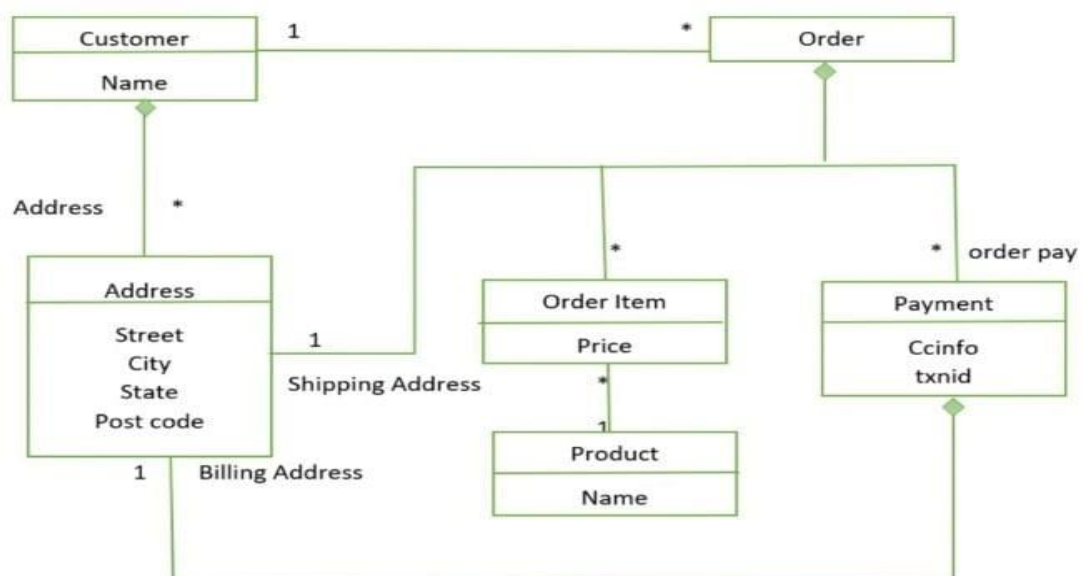 Customer
1
*
Order
Name
Address
*
*
*
order pay
Address
Street
City
State
Post code
1
Shipping Address
Order Item
Price
*
1
Payment
Ccinfo
txnid
Product
Name
1
Billing Address